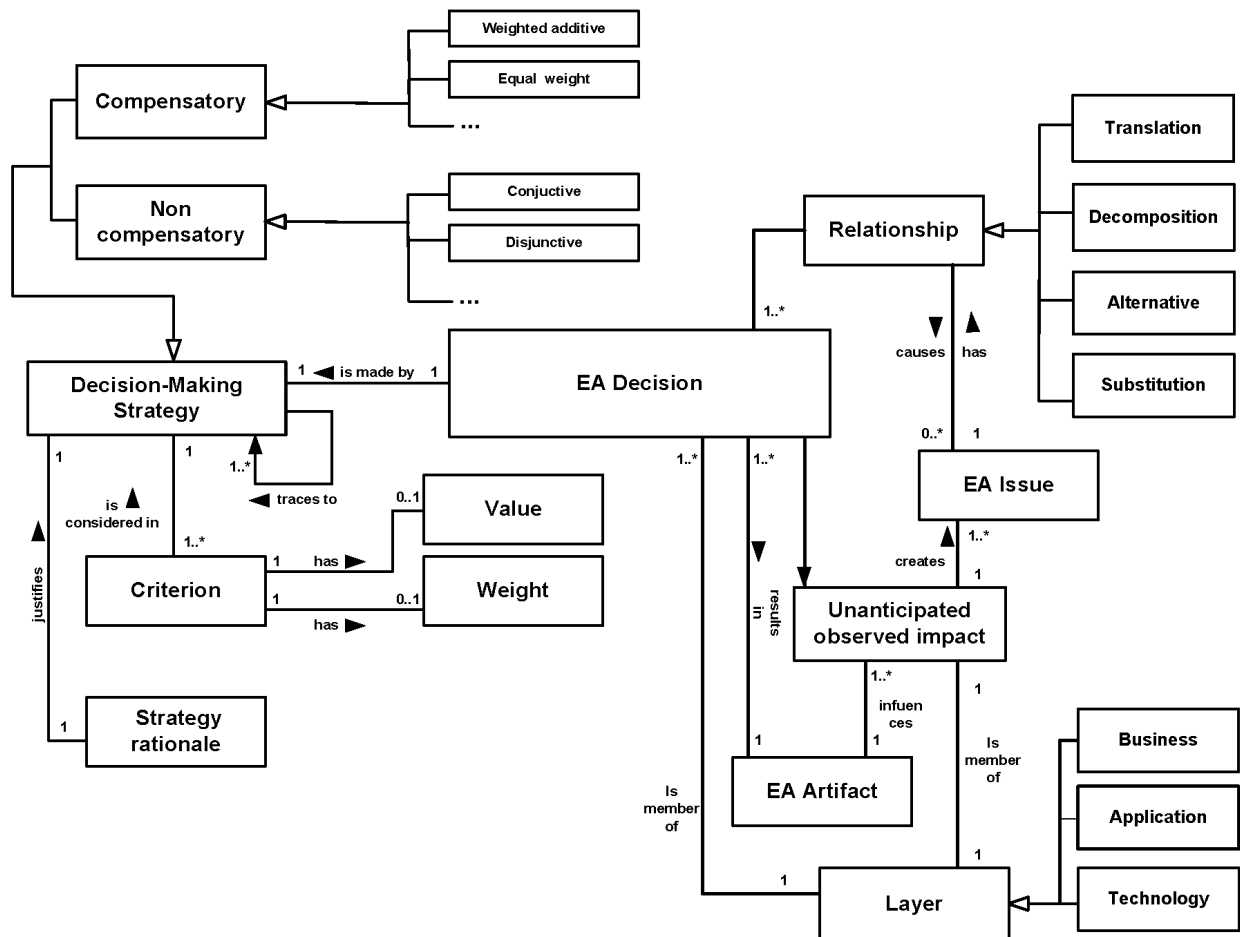 Weighted additive
Equal weight
...
Compensatory
Conjuctive
Disjunctive
...
Non
compensatory
Translation
Decomposition
Alternative
Substitution
Relationship
1..*
causes
has
0..*
1
EA Decision
1
is made by
1
Decision-Making
Strategy
1..*
traces to
1
1
is
considered in
1..*
Criterion
1
has
0..1
Value
1
has
0..1
Weight
justifies
1
Strategy
rationale
EA Issue
1..*
creates
1
Unanticipated
observed impact
1..*
1..*
results
in
1
1..*
infuen
ces
1
EA Artifact
1
Is
member
of
1
Is
member
of
1
Layer
Business
Application
Technology